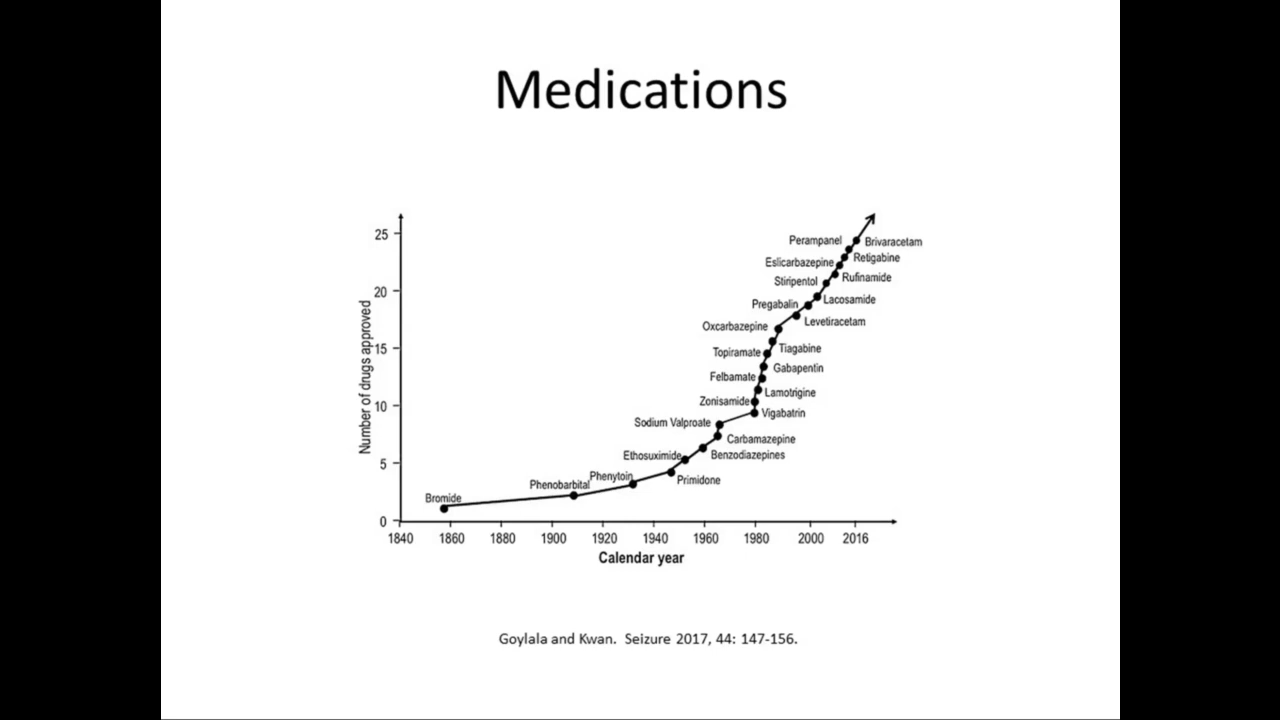 Medications
Number of drugs approved
25
20
15
10
5
0
Perampanel
Brivaracetam
Eslicarbazepine
Retigabine
Stiripentol
Rufinamide
Pregabalin
Lacosamide
Oxcarbazepine
Levetiracetam
Topiramate
Tiagabine
Felbamate
Gabapentin
Zonisamide
Lamotrigine
Sodium Valproate
Vigabatrin
Carbamazepine
Ethosuximide
Benzodiazepines
Phenytoin
Primidone
Phenobarbital
Bromide
1840 1860 1880 1900 1920 1940 1960 1980 2000 2016
Calendar year
Goylala and Kwan. Seizure 2017, 44: 147-156.